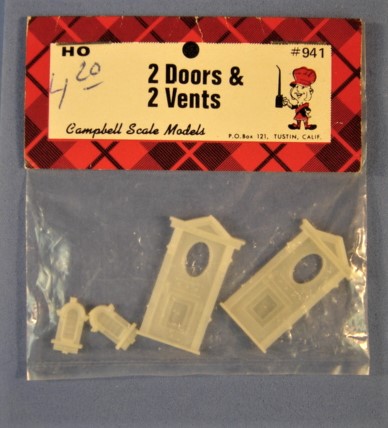 HO #941
4 20
2 Doors &
2 Vents
Campbell Scale Models
P.O. Box 121, TUSTIN, CALIF.